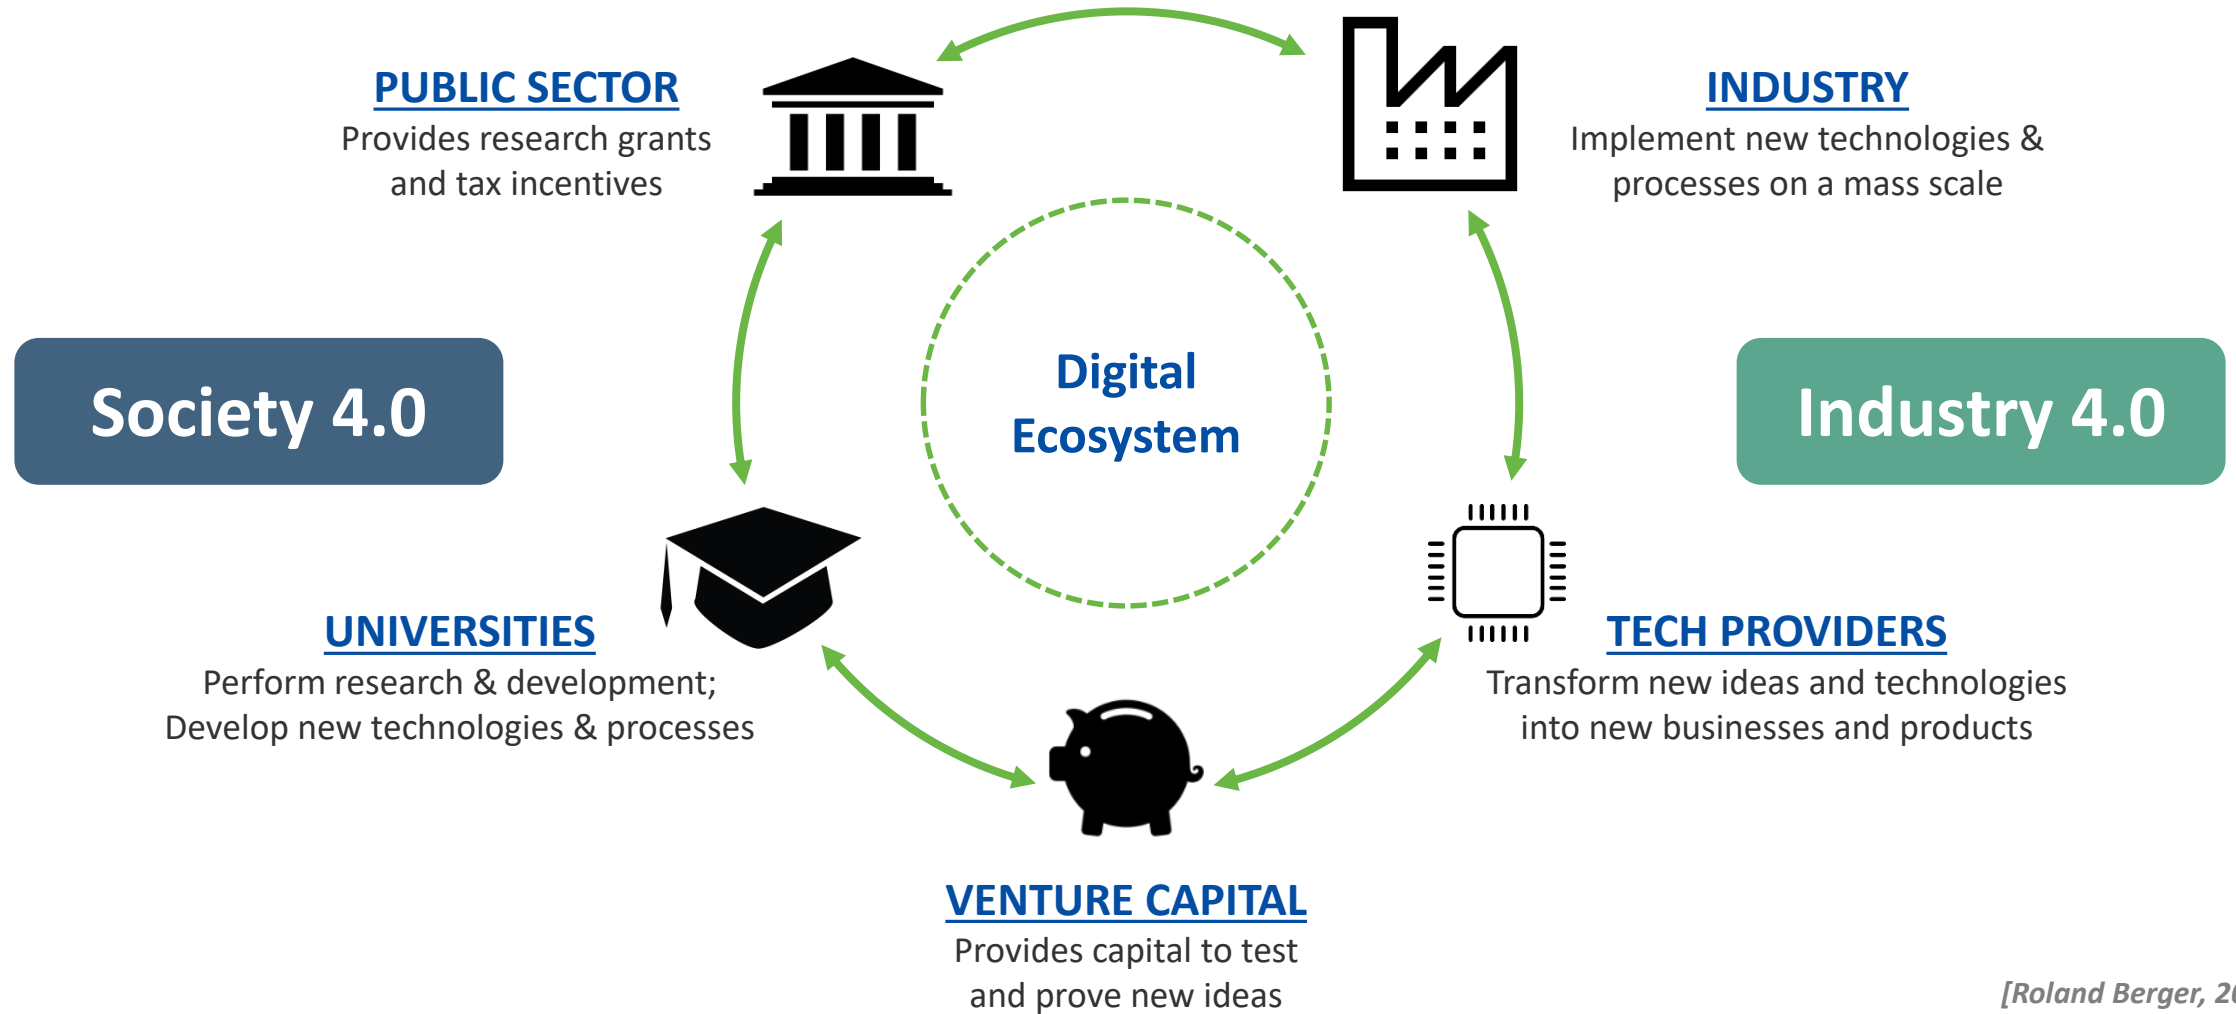 PUBLIC SECTOR
Provides research grants
and tax incentives
INDUSTRY
Implement new technologies &
processes on a mass scale
Society 4.0
Digital
Ecosystem
Industry 4.0
UNIVERSITIES
Perform research & development;
Develop new technologies & processes
TECH PROVIDERS
Transform new ideas and technologies
into new businesses and products
VENTURE CAPITAL
Provides capital to test
and prove new ideas
[Roland Berger,